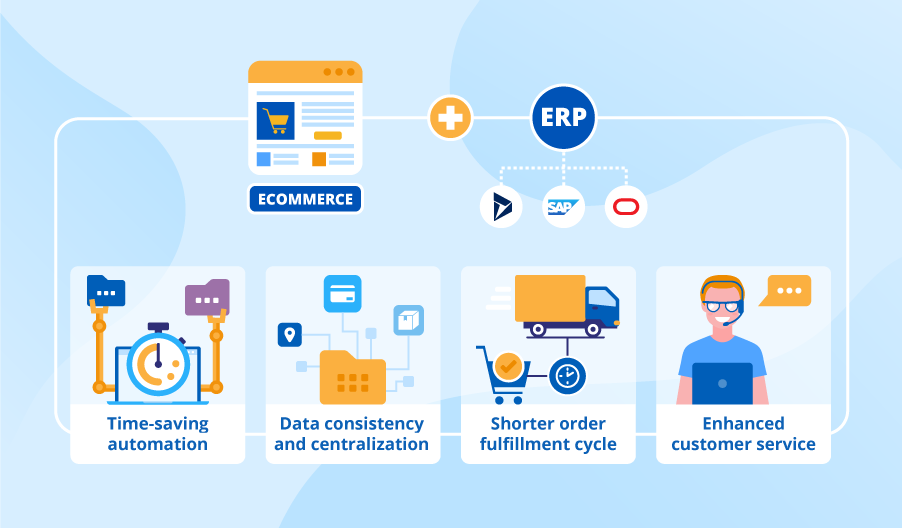 ERP
ECOMMERCE
SAP
Time-saving
automation
Data consistency
and centralization
Shorter order
fulfillment cycle
Enhanced
customer service